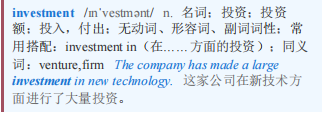 investment /ɪnˈvestmənt/ n. 名词；投资；投资
额；投入，付出；无动词、形容词、副词词性；常
用搭配：investment in（在……方面的投资）；同义
词：venture,firm The company has made a large
investment in new technology. 这家公司在新技术方
面进行了大量投资。